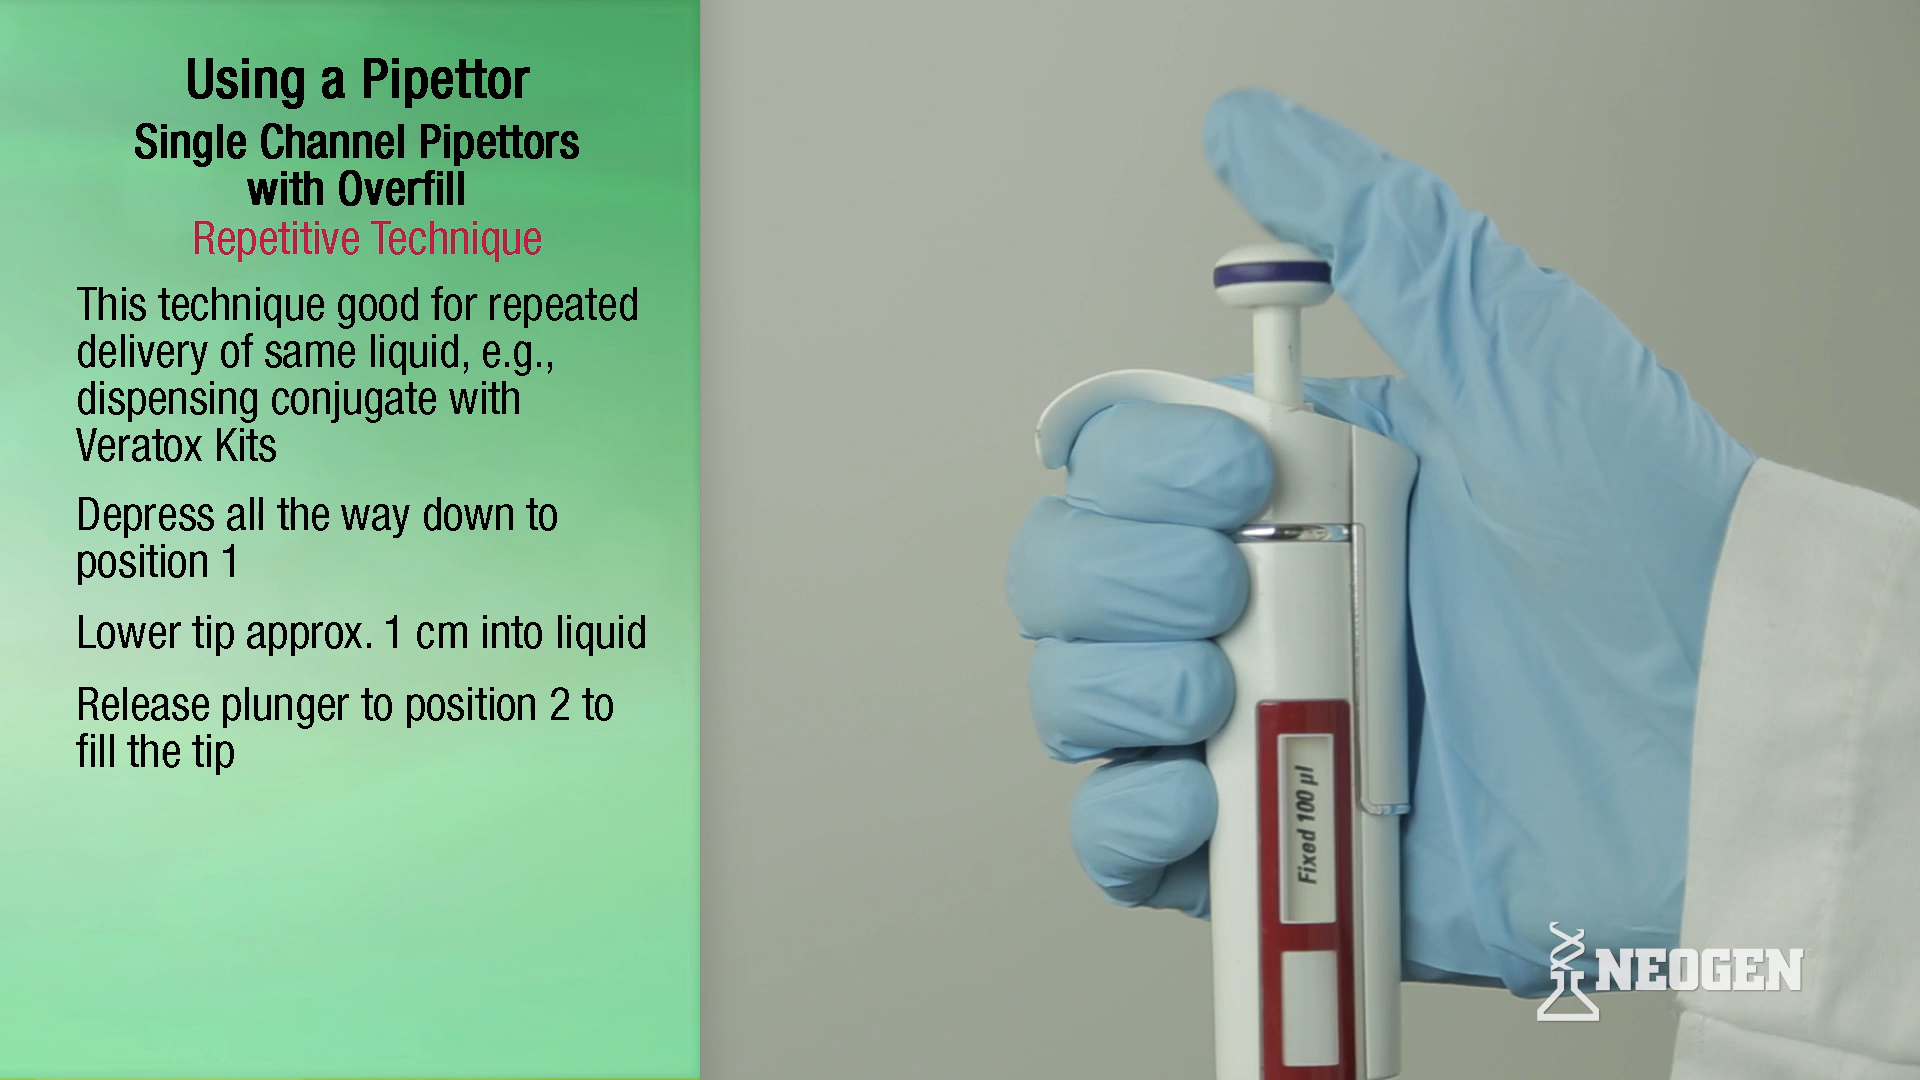 Using a Pipettor
Single Channel Pipettors
with Overfill
Repetitive Technique
This technique good for repeated
delivery of same liquid, e.g.,
dispensing conjugate with
Veratox Kits
Depress all the way down to
position 1
Lower tip approx. 1 cm into liquid
Release plunger to position 2 to
fill the tip
Fixed 100 µl
NEOGEN